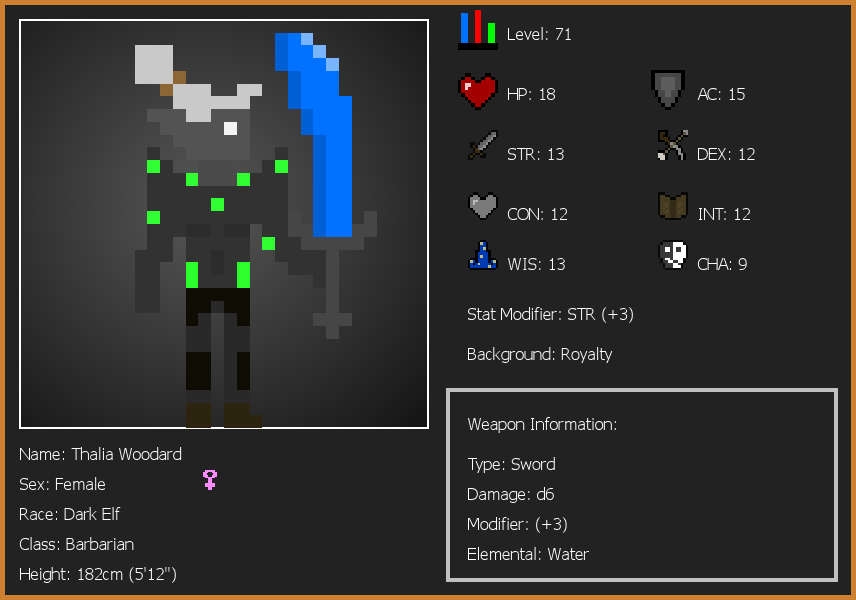 Level: 71
HP: 18
AC: 15
STR: 13
DEX: 12
CON: 12
INT: 12
WIS: 13
CHA: 9
Stat Modifier: STR (+3)
Background: Royalty
Weapon Information:
Type: Sword
Damage: d6
Modifier: (+3)
Elemental: Water
Name: Thalia Woodard
Sex: Female
Race: Dark Elf
Class: Barbarian
Height: 182cm (5'12")